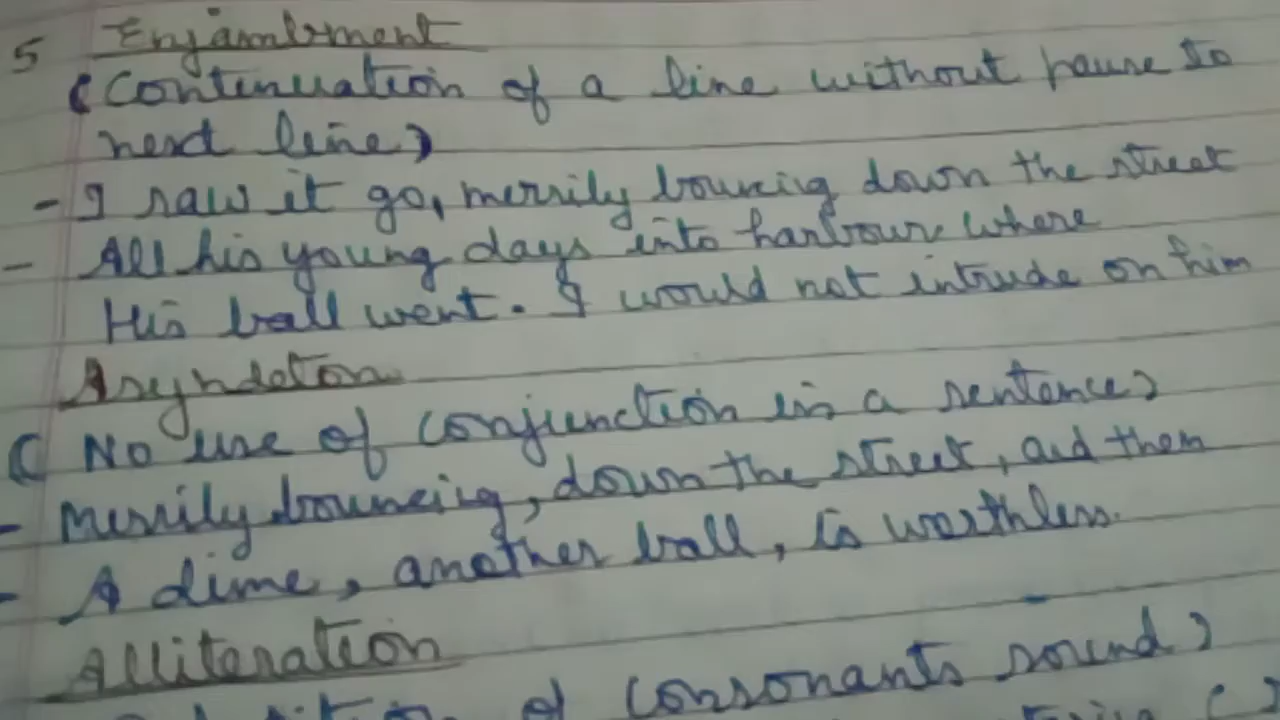 5 Enjambment
(Contenuation of a line without pause to
next line)
- I saw it go, merrily bouncing down the street
- All his young days into harbour where
His ball went. I would not intrude on him
Asyndeton
( No use of conjunction in a sentence)
- Merrily bouncing, down the street, and then
- A dime, another ball, is worthless.
Alliteration
of consonants sound)